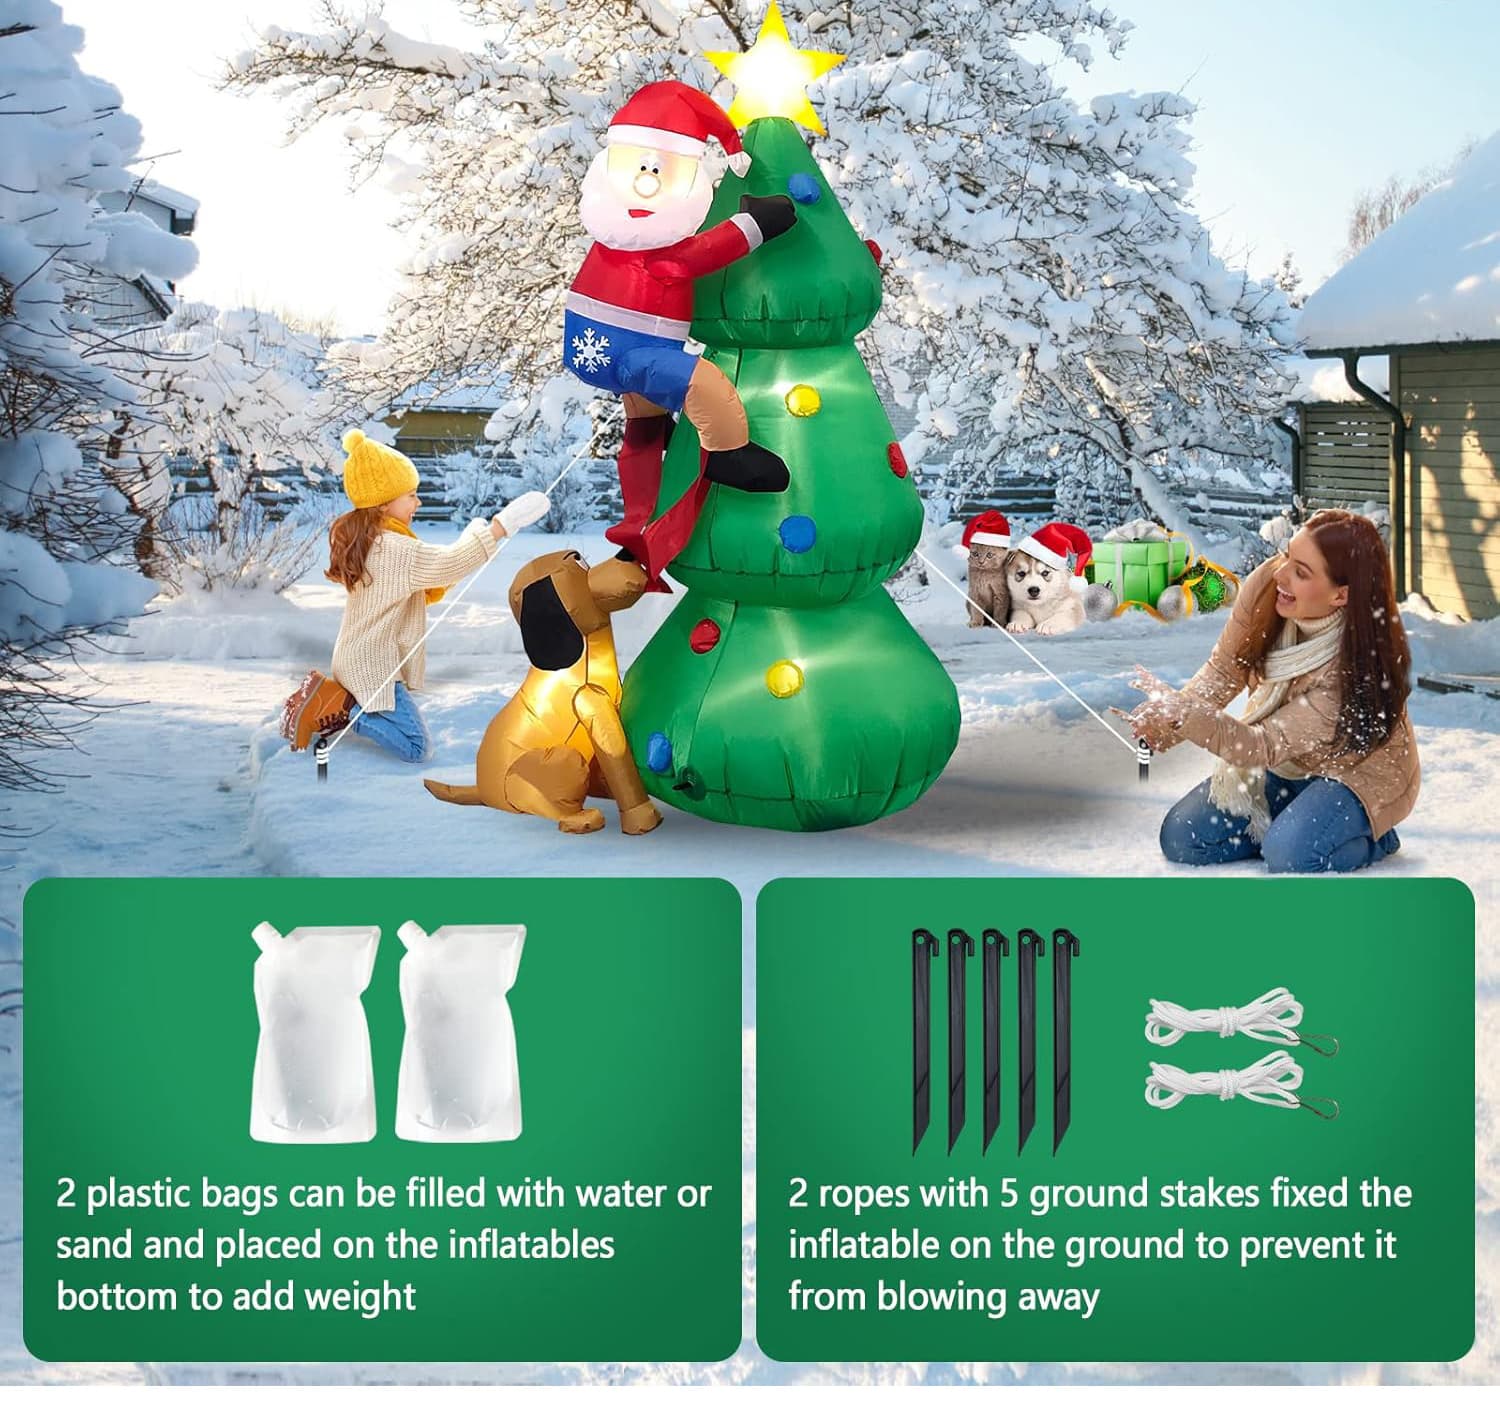 2 plastic bags can be filled with water or
sand and placed on the inflatables
bottom to add weight
2 ropes with 5 ground stakes fixed the
inflatable on the ground to prevent it
from blowing away